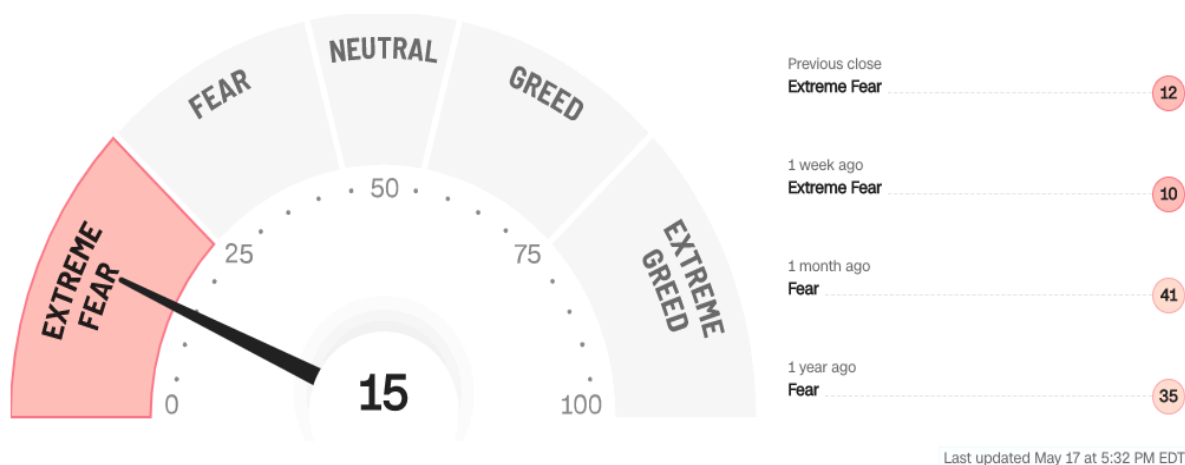 EXTREME
FEAR
FEAR
NEUTRAL
GREED
EXTREME
GREED
0
25
50
75
100
15
Previous close
Extreme Fear
12
1 week ago
Extreme Fear
10
1 month ago
Fear
41
1 year ago
Fear
35
Last updated May 17 at 5:32 PM EDT